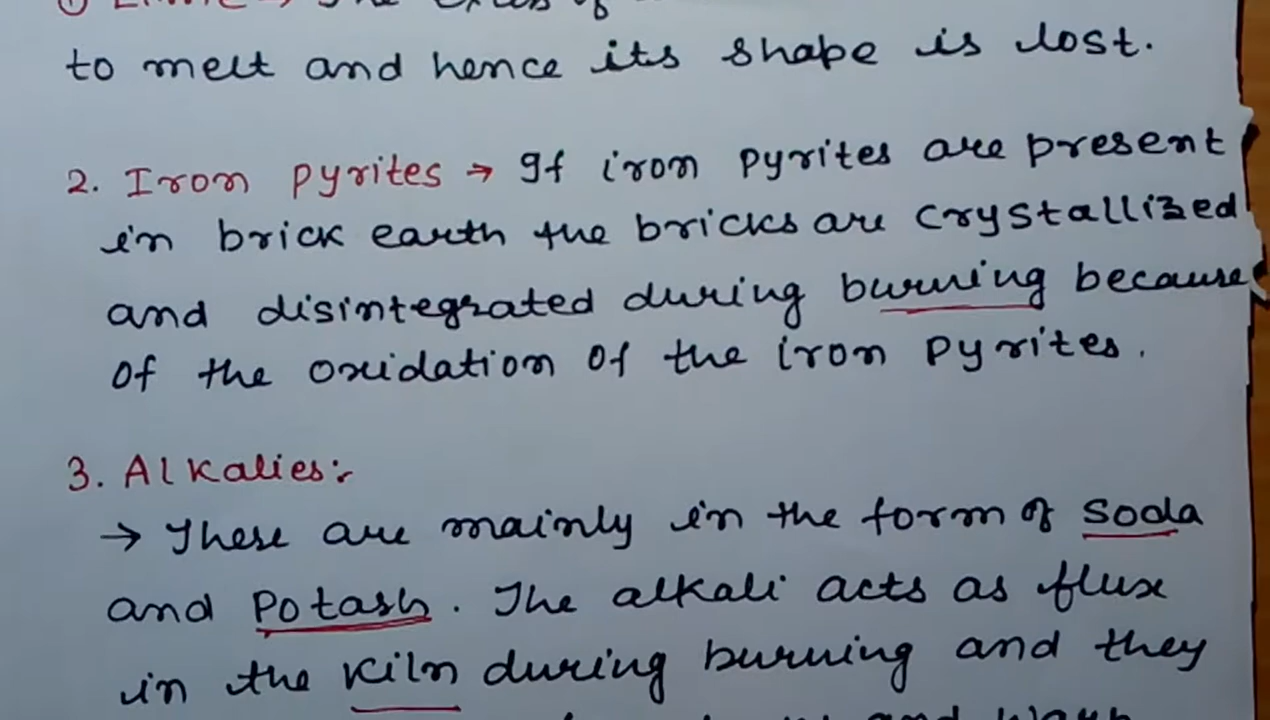 to melt and hence its shape is lost.
2. Iron pyrites → If iron pyrites are present
in brick earth the bricks are crystallized
and disintegrated during burning because
of the oxidation of the iron pyrites.
3. Alkalies:-
→ These are mainly in the form of soda
and potash. The alkali acts as flux
in the kiln during burning and they
and